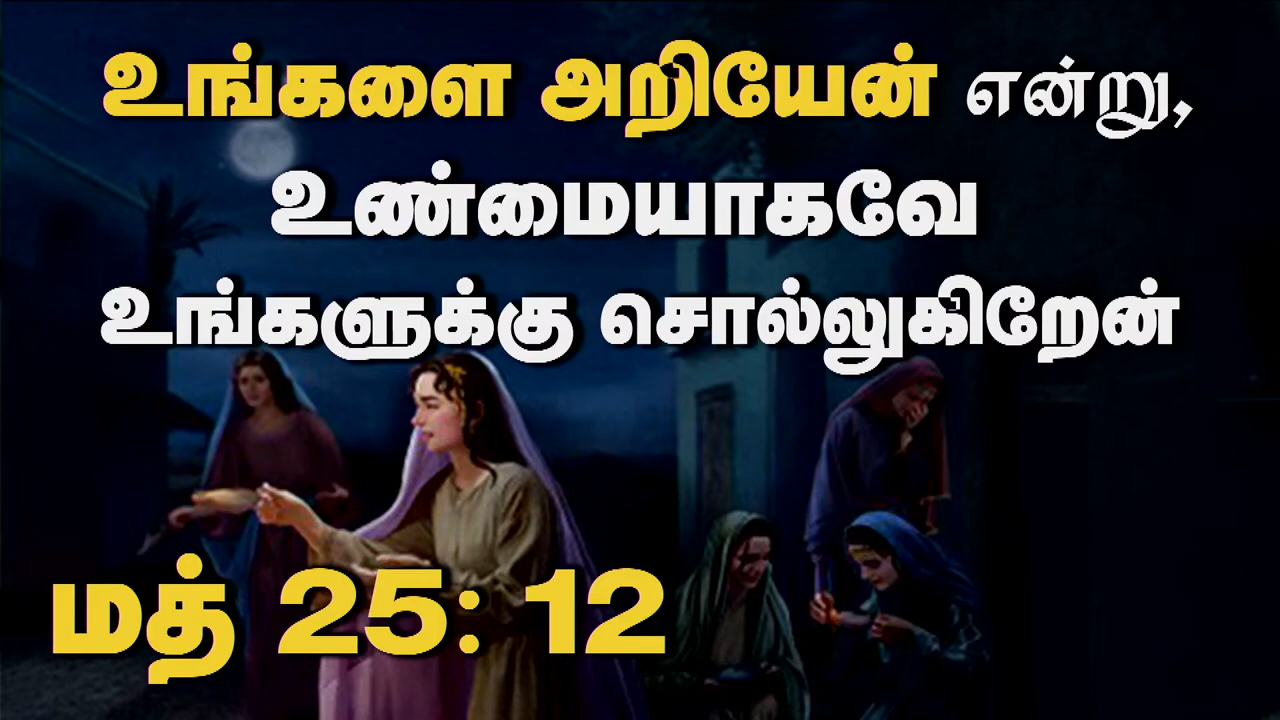 உங்களை அறியேன் என்று,
உண்மையாகவே
உங்களுக்கு சொல்லுகிறேன்
மத் 25: 12